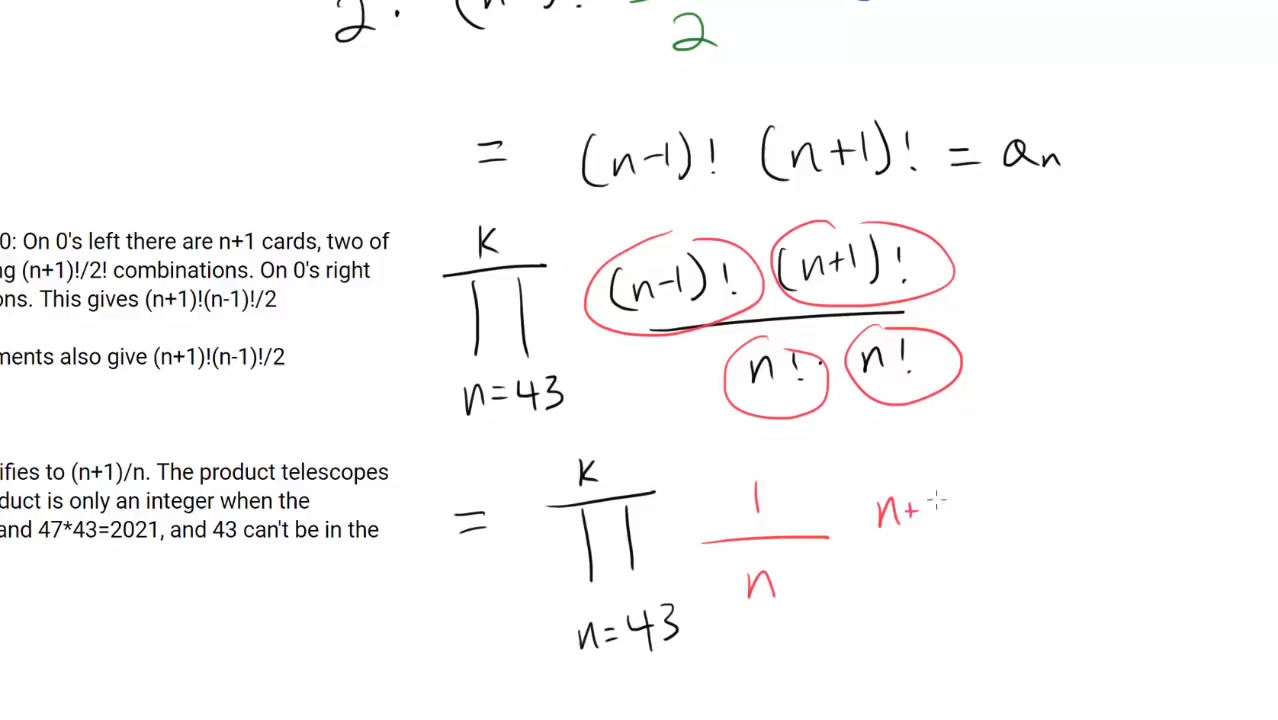 2 · (n
2
= (n-1)! (n+1)! = an
0: On 0's left there are n+1 cards, two of
ng (n+1)!/2! combinations. On 0's right
ons. This gives (n+1)!(n-1)!/2
ments also give (n+1)!(n-1)!/2
K
∏ (n-1)! (n+1)!
n! · n!
n=43
ifies to (n+1)/n. The product telescopes
duct is only an integer when the
and 47*43=2021, and 43 can't be in the
K
= ∏ 1 n+
n
n=43